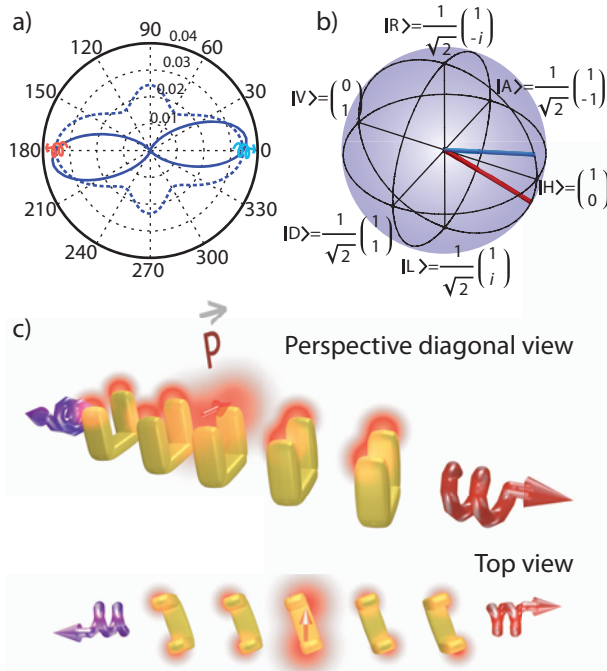 a)
90
120
60
0.04
0.03
150
0.02
30
0.01
180
0
210
330
240
300
270
b)
|R>=1/√2(1 -i)
|A>=1/√2(1 -1)
|V>=(0 1)
|H>=(1 0)
|D>=1/√2(1 1)
|L>=1/√2(1 i)
c)
P
Perspective diagonal view
Top view